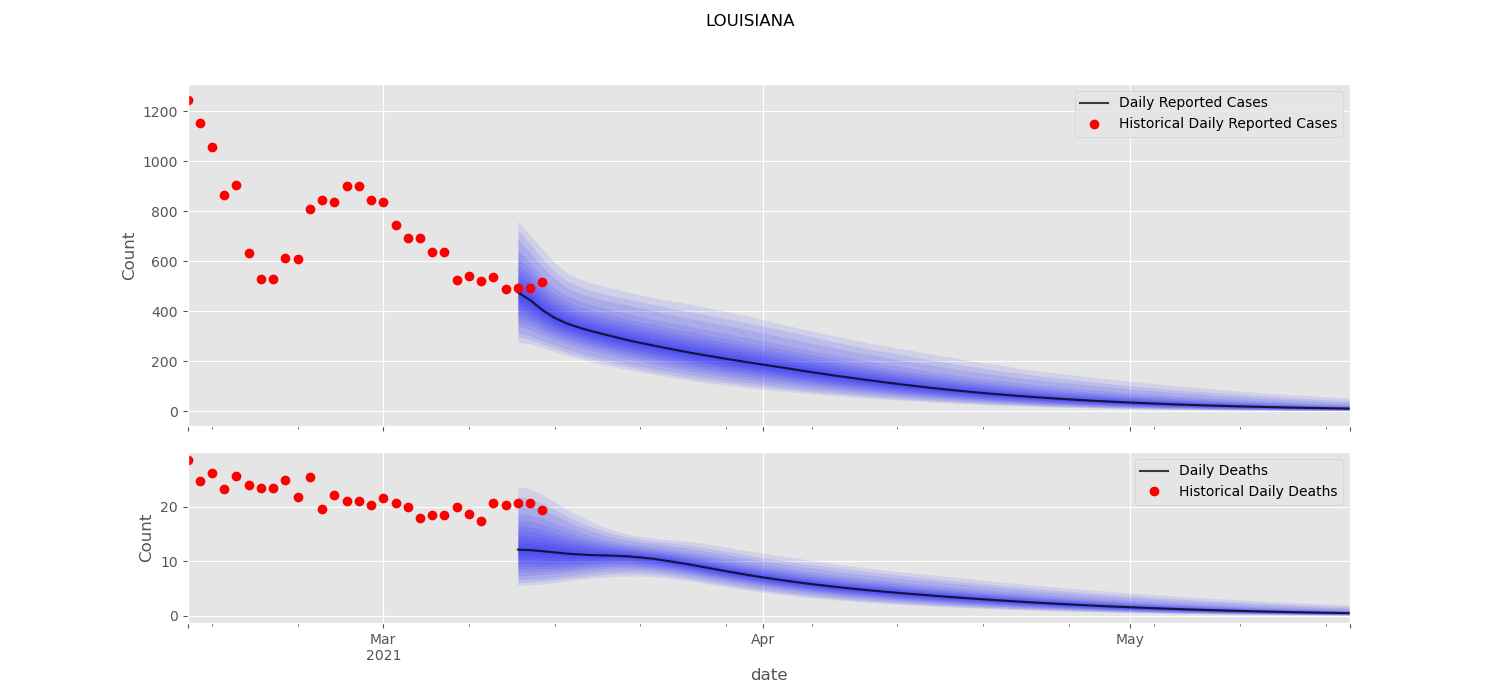 LOUISIANA
1200
1000
800
600
400
200
0
Count
Daily Reported Cases
Historical Daily Reported Cases
20
10
0
Count
Daily Deaths
Historical Daily Deaths
Mar
2021
Apr
May
date